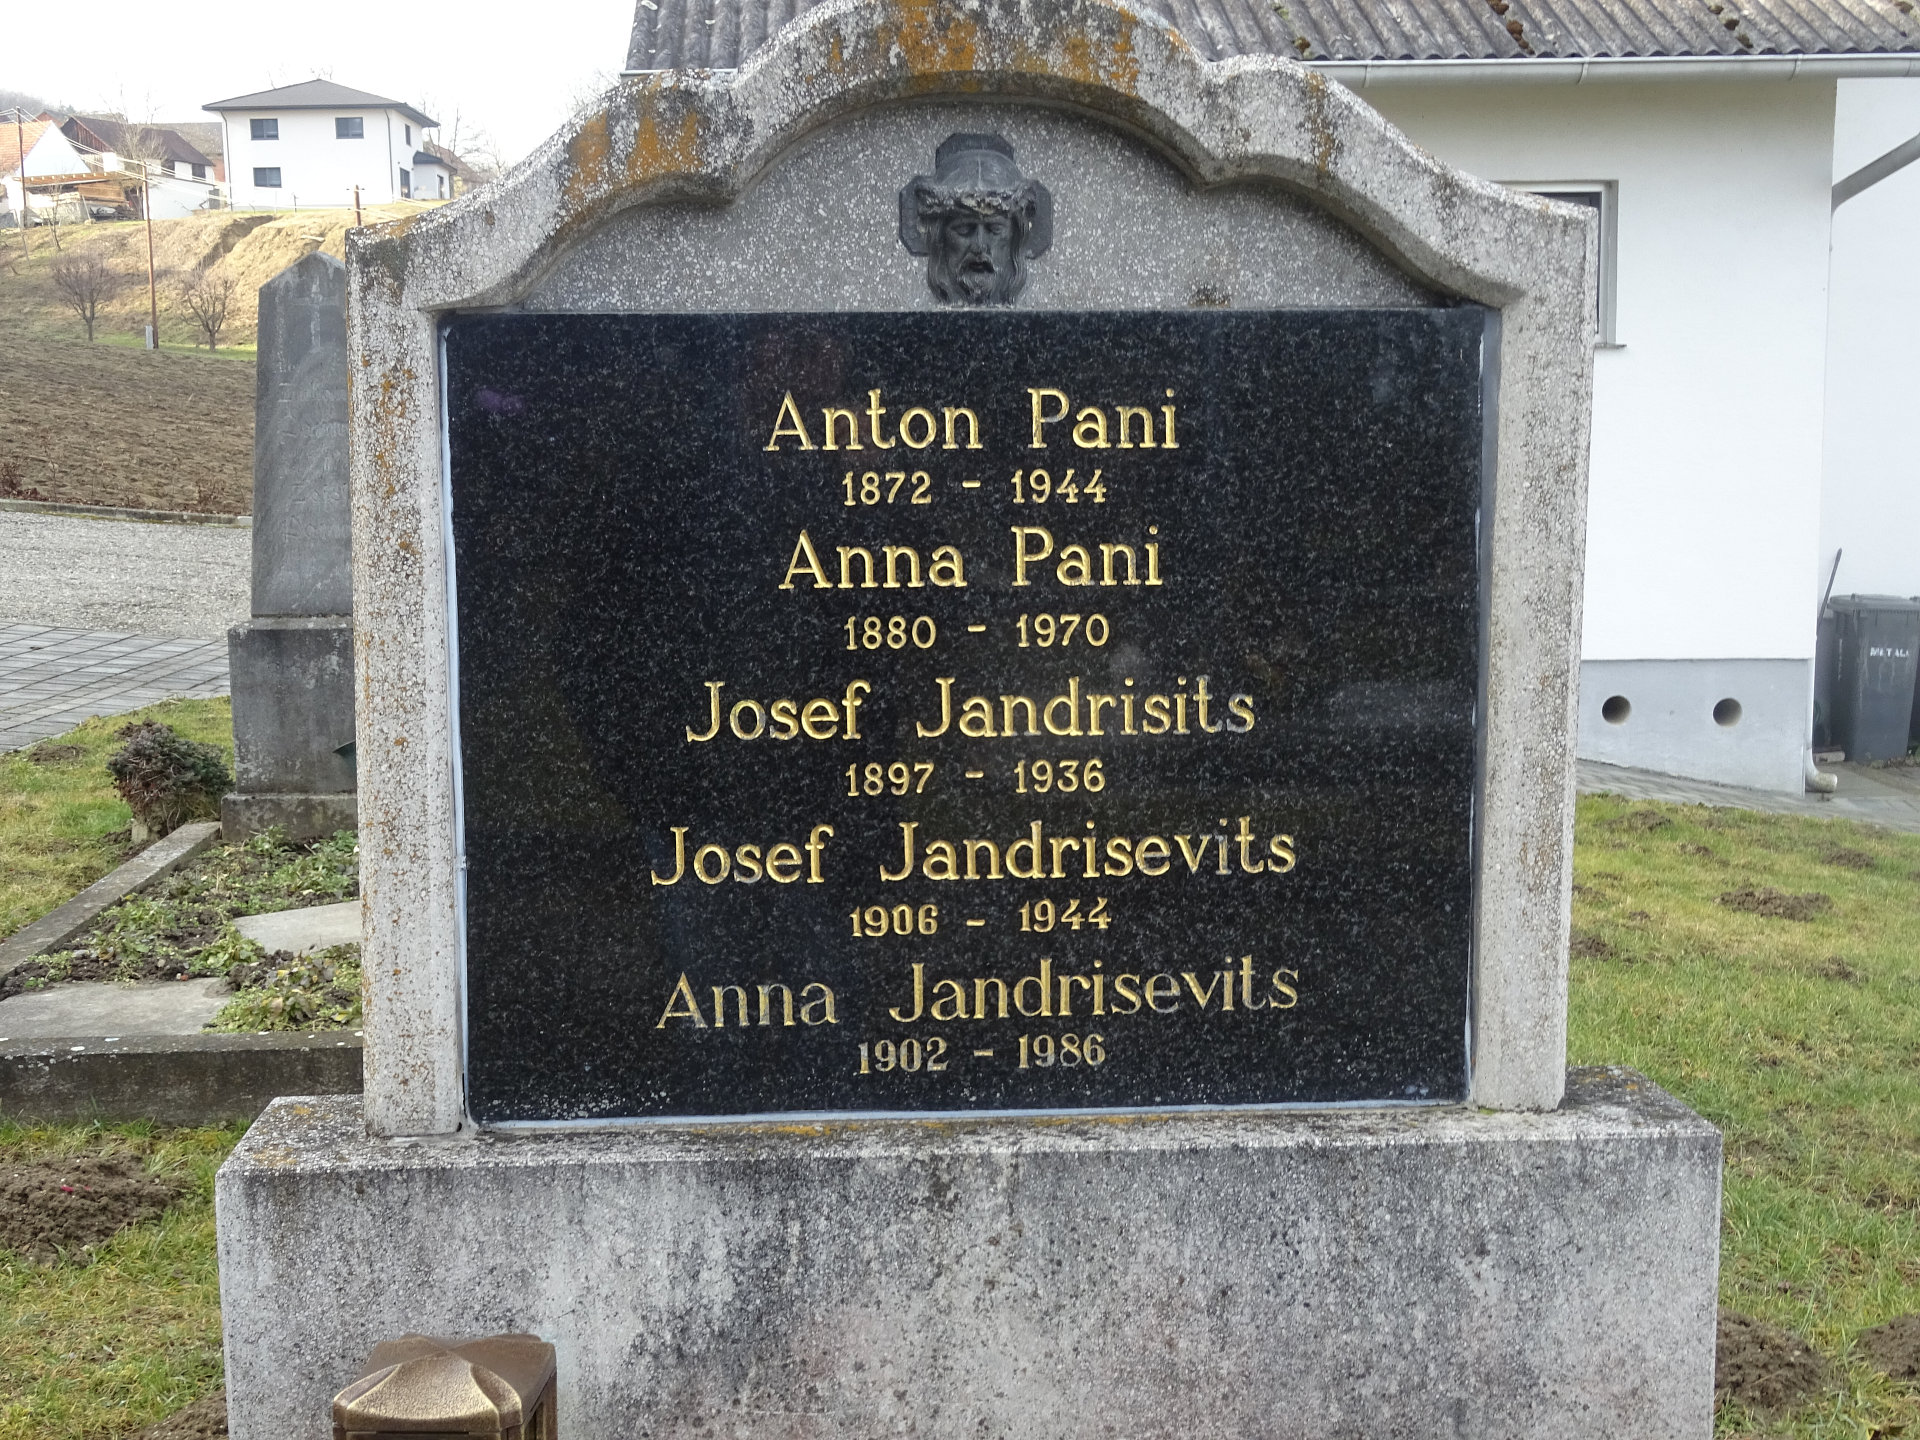 Anton Pani
1872 - 1944
Anna Pani
1880 - 1970
Josef Jandrisits
1897 - 1936
Josef Jandrisevits
1906 - 1944
Anna Jandrisevits
1902 - 1986